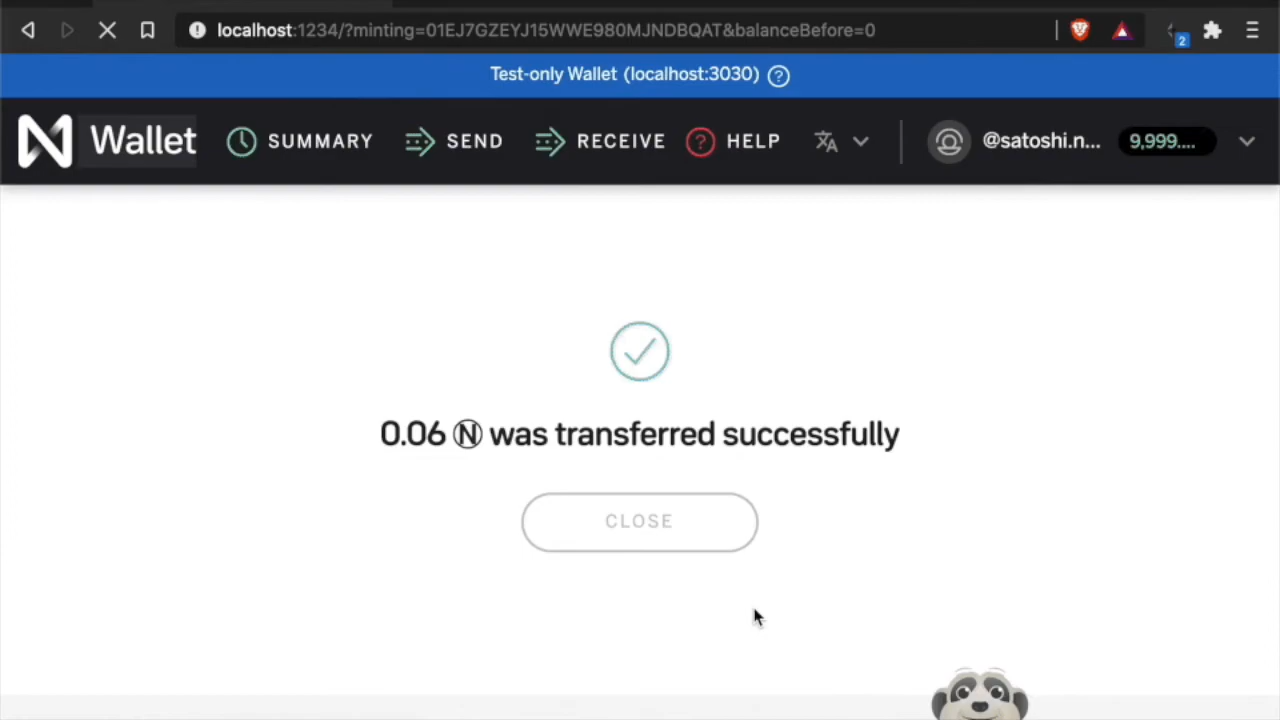 localhost:1234/?minting=01EJ7GZEYJ15WWE980MJNDBQAT&balanceBefore=0
2
Test-only Wallet (localhost:3030) ?
N Wallet SUMMARY SEND RECEIVE ? HELP @satoshi.n... 9,999....
0.06 Ⓝ was transferred successfully
CLOSE